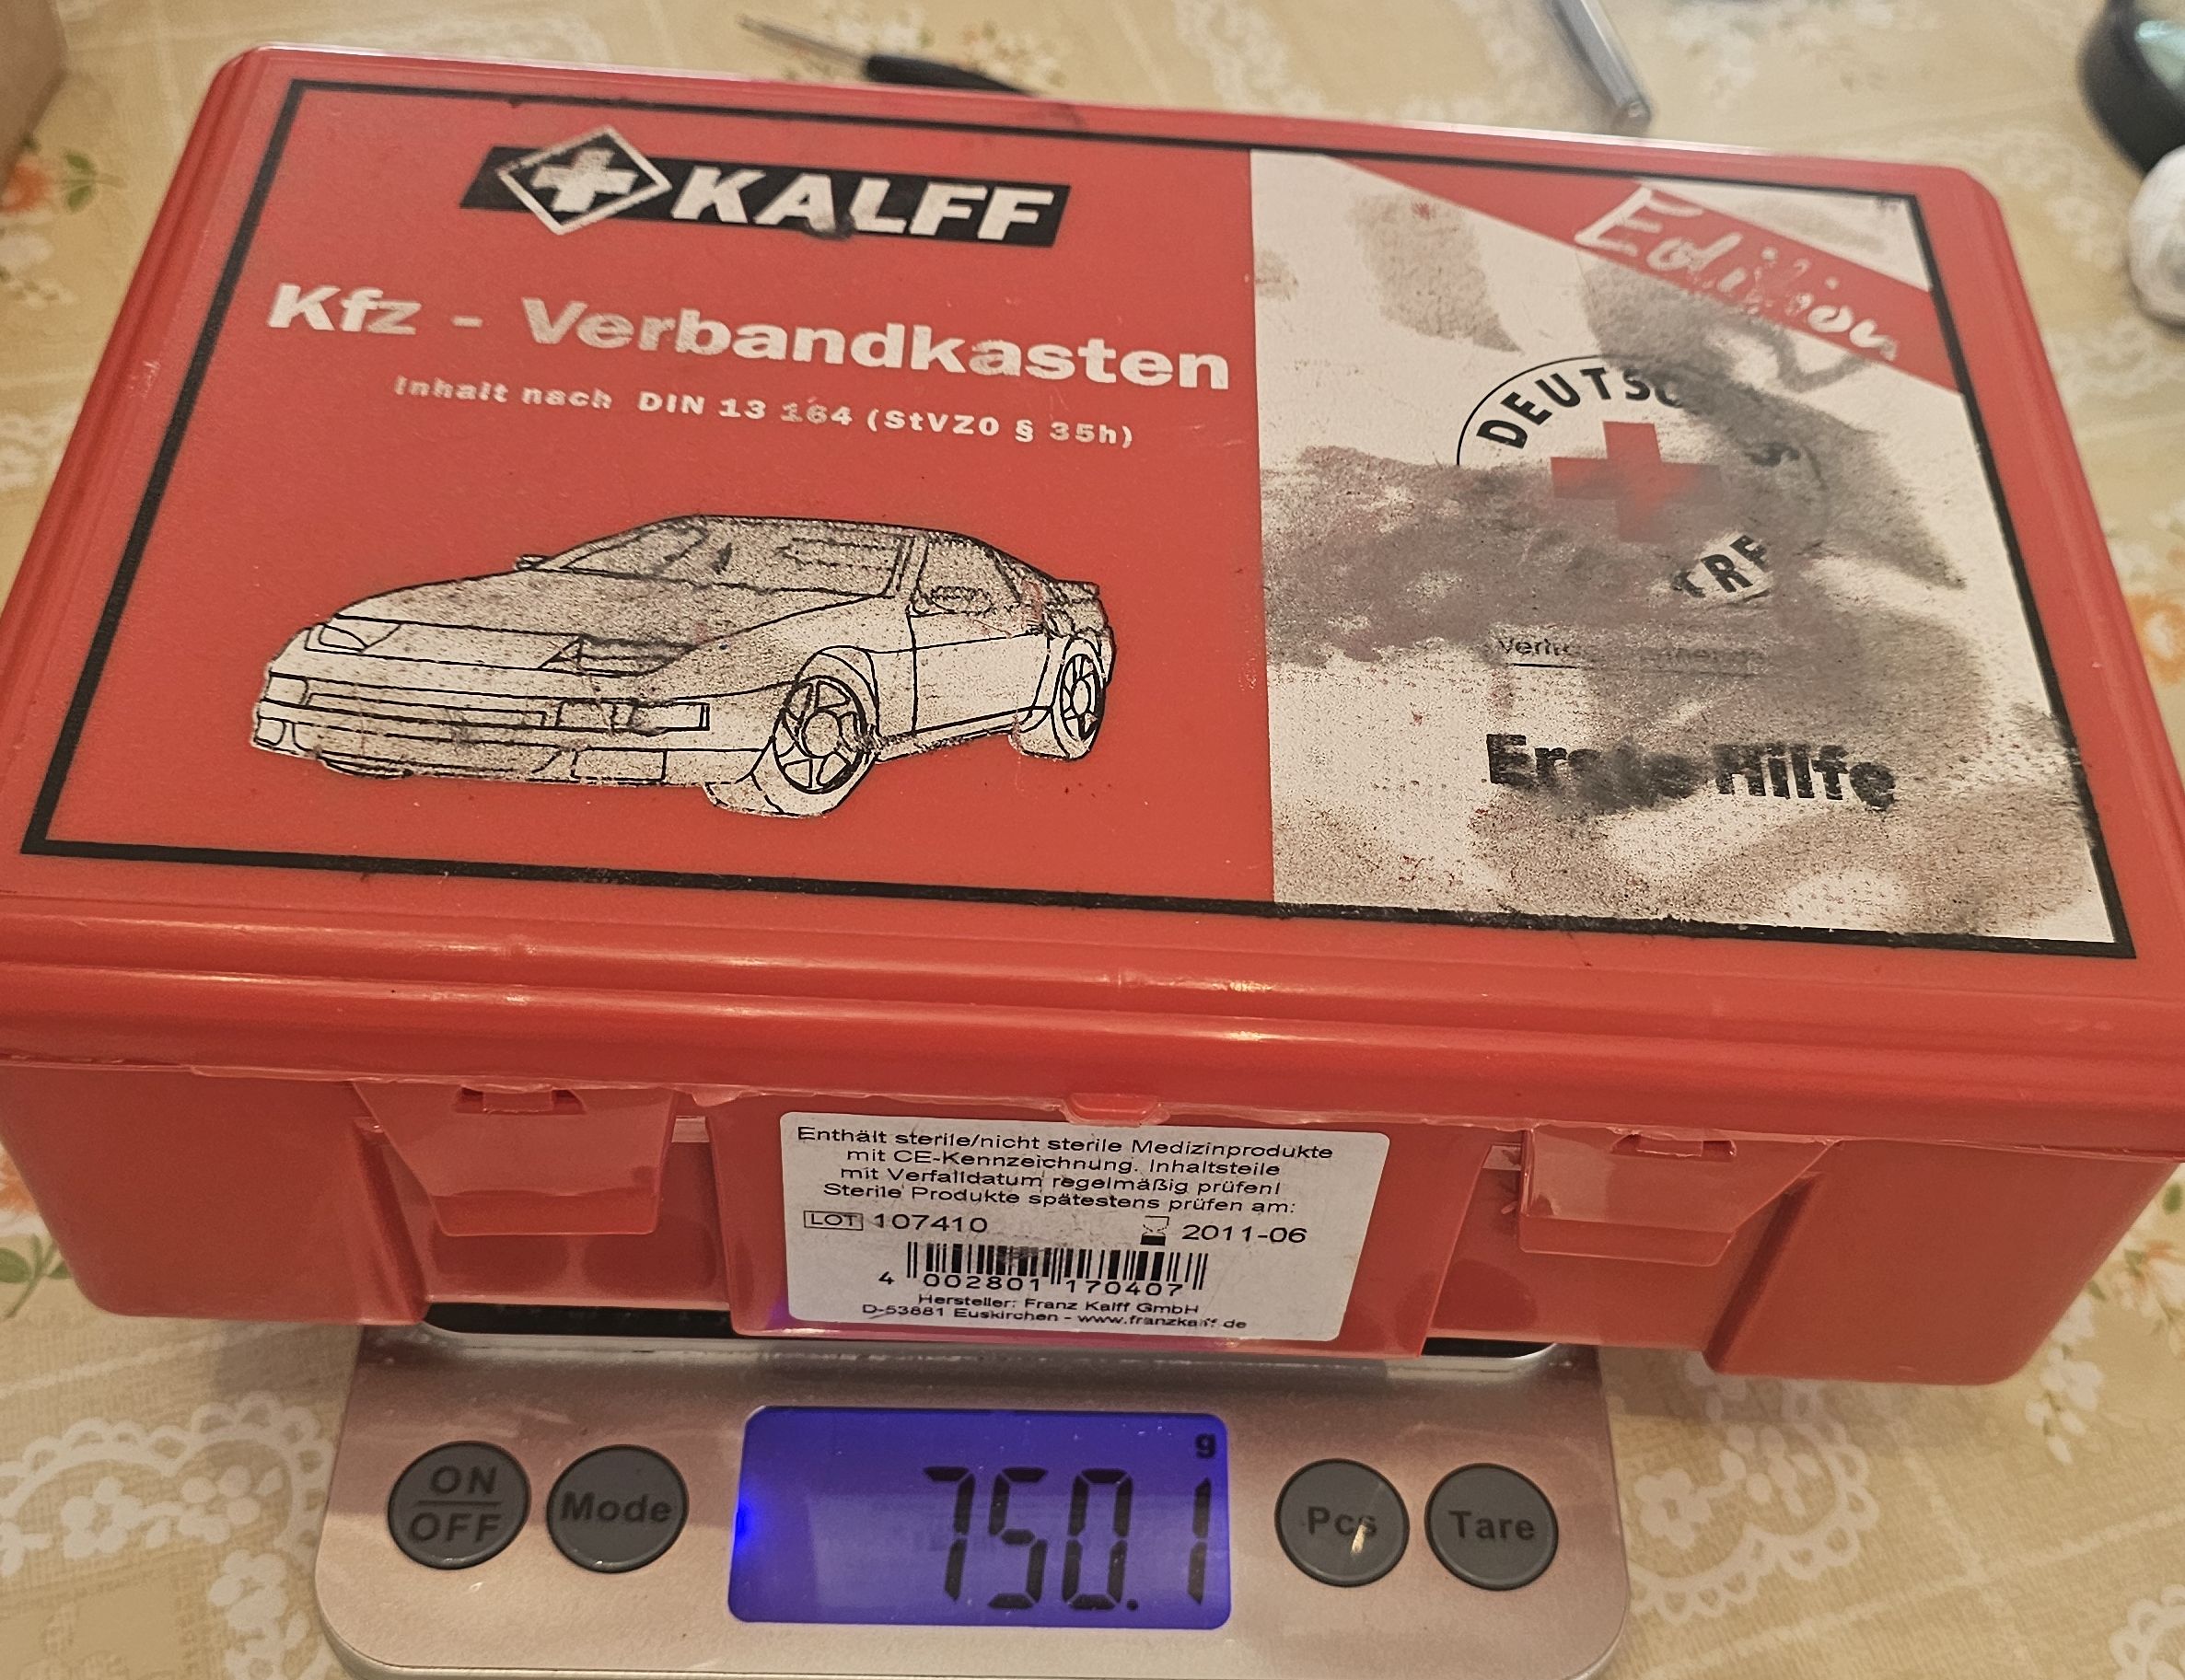 KALFF
Kfz - Verbandkasten
Inhalt nach DIN 13 164 (StVZO § 35h)
Edition
Erste Hilfe
Enthält sterile/nicht sterile Medizinprodukte
mit CE-Kennzeichnung. Inhaltsteile
mit Verfalldatum regelmäßig prüfen!
Sterile Produkte spätestens prüfen am:
LOT 107410 2011-06
4 002801 170407
Hersteller: Franz Kalff GmbH
D-53881 Euskirchen - www.franzkalff.de
g
ON
OFF
Mode
750.1
Pcs
Tare